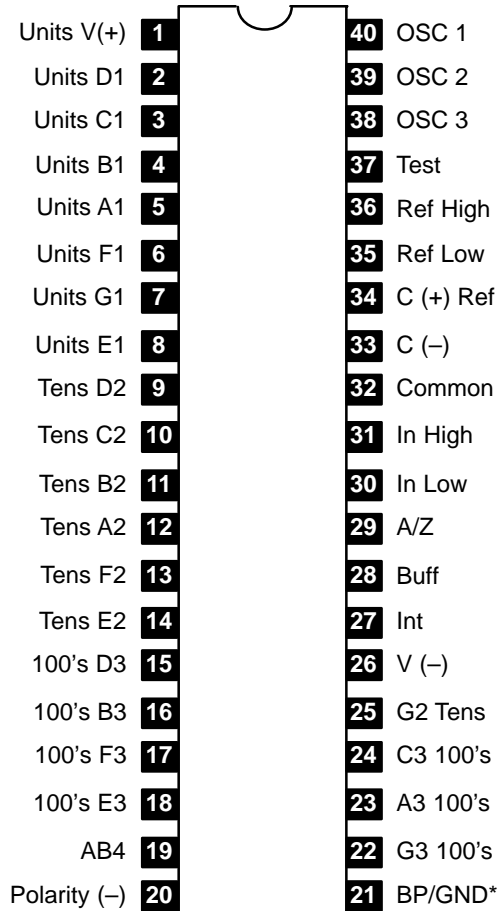 Units V(+) 1 40 OSC 1
Units D1 2 39 OSC 2
Units C1 3 38 OSC 3
Units B1 4 37 Test
Units A1 5 36 Ref High
Units F1 6 35 Ref Low
Units G1 7 34 C (+) Ref
Units E1 8 33 C (–)
Tens D2 9 32 Common
Tens C2 10 31 In High
Tens B2 11 30 In Low
Tens A2 12 29 A/Z
Tens F2 13 28 Buff
Tens E2 14 27 Int
100's D3 15 26 V (–)
100's B3 16 25 G2 Tens
100's F3 17 24 C3 100's
100's E3 18 23 A3 100's
AB4 19 22 G3 100's
Polarity (–) 20 21 BP/GND*